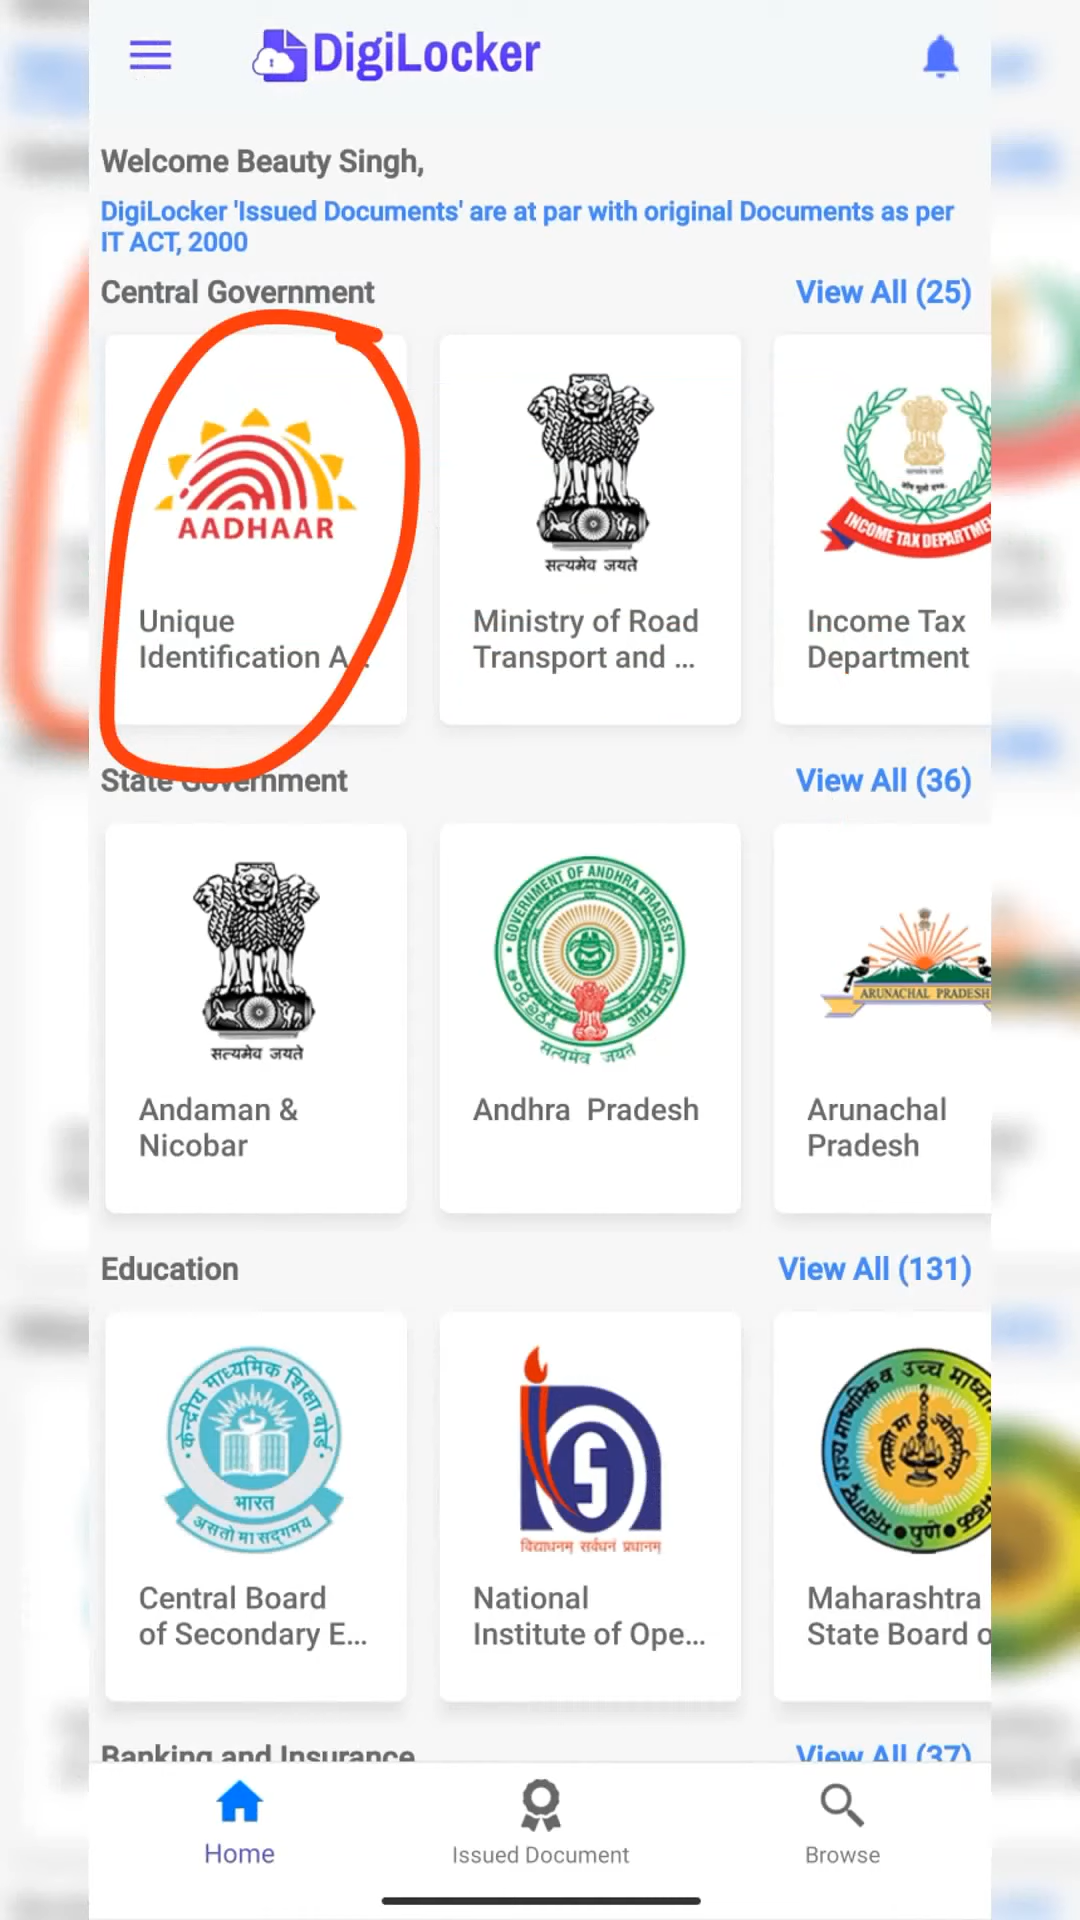 DigiLocker
Welcome Beauty Singh,
DigiLocker 'Issued Documents' are at par with original Documents as per
IT ACT, 2000
Central Government
View All (25)
AADHAAR
Unique
Identification A...
सत्यमेव जयते
Ministry of Road
Transport and ...
INCOME TAX DEPARTME
Income Tax
Department
State Government
View All (36)
सत्यमेव जयते
Andaman &
Nicobar
GOVERNMENT OF ANDHRA PRADESH
आंध्र प्रदेश
सत्यमेव जयते
Andhra Pradesh
ARUNACHAL PRADESH
Arunachal
Pradesh
Education
View All (131)
केन्द्रीय माध्यमिक शिक्षा बोर्ड
भारत
असतो मा सद्गमय
Central Board
of Secondary E...
विद्याधनम् सर्वधनं प्रधानम्
National
Institute of Ope...
महाराष्ट्र राज्य माध्यमिक व उच्च माध्य
पुणे
Maharashtra
State Board o
Banking and Insurance
View All (37)
Home
Issued Document
Browse